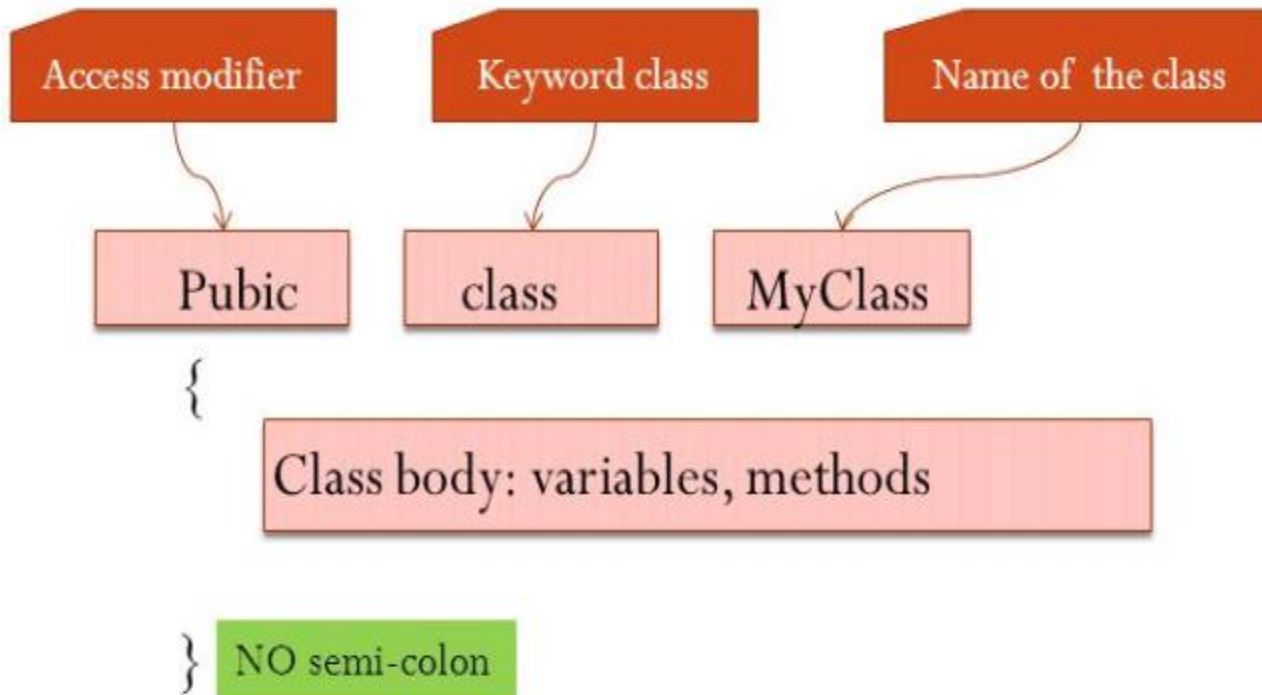 Access modifier Keyword class Name of the class
Pubic class MyClass
{
Class body: variables, methods
} NO semi-colon